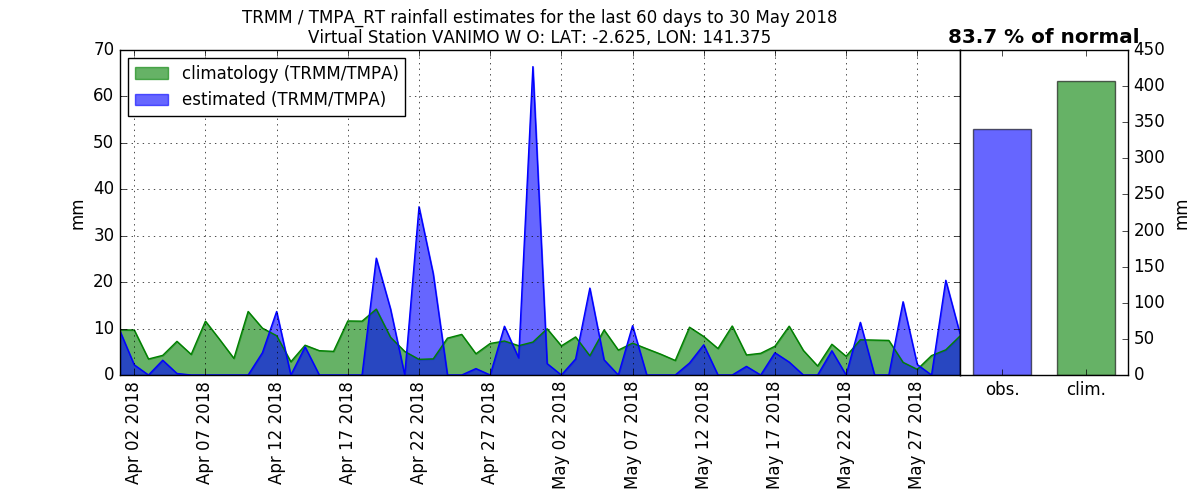 TRMM / TMPA_RT rainfall estimates for the last 60 days to 30 May 2018
Virtual Station VANIMO W O: LAT: -2.625, LON: 141.375
83.7 % of normal
climatology (TRMM/TMPA)
estimated (TRMM/TMPA)
mm
70
60
50
40
30
20
10
0
Apr 02 2018
Apr 07 2018
Apr 12 2018
Apr 17 2018
Apr 22 2018
Apr 27 2018
May 02 2018
May 07 2018
May 12 2018
May 17 2018
May 22 2018
May 27 2018
obs.
clim.
450
400
350
300
250
200
150
100
50
0
mm